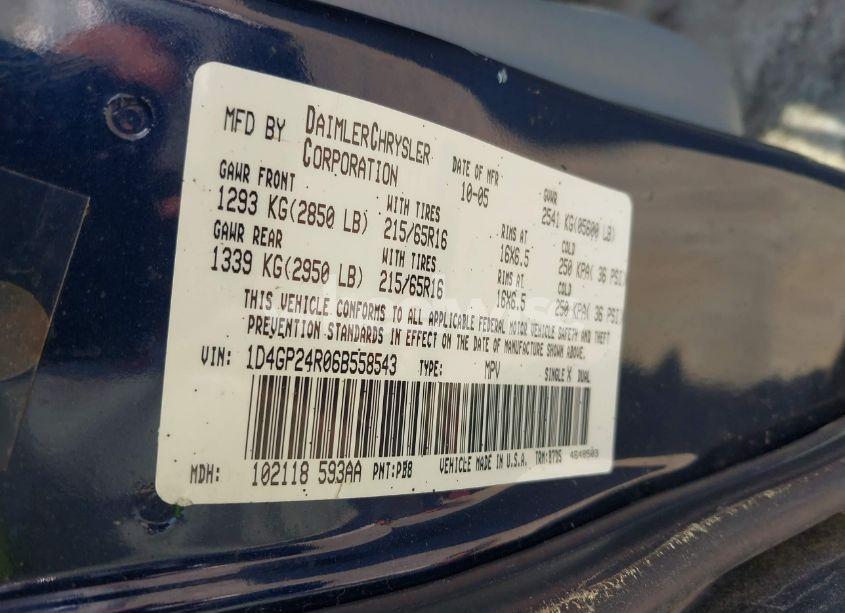 MFD BY DAIMLERCHRYSLER CORPORATION DATE OF MFR 10-05 GVWR 2541 KG(05600 LB)
GAWR FRONT WITH TIRES RIMS AT COLD
1293 KG(2850 LB) 215/65R16 16X6.5 250 KPA( 36 PSI)
GAWR REAR WITH TIRES RIMS AT COLD
1339 KG(2950 LB) 215/65R16 16X6.5 250 KPA( 36 PSI)
THIS VEHICLE CONFORMS TO ALL APPLICABLE FEDERAL MOTOR VEHICLE SAFETY AND THEFT
PREVENTION STANDARDS IN EFFECT ON THE DATE OF MANUFACTURE SHOWN ABOVE.
VIN: 1D4GP24R06B558543 TYPE: MPV SINGLE X DUAL
MDH: 102118 593AA PNT: VEHICLE MADE IN U.S.A. TRM: 4648503